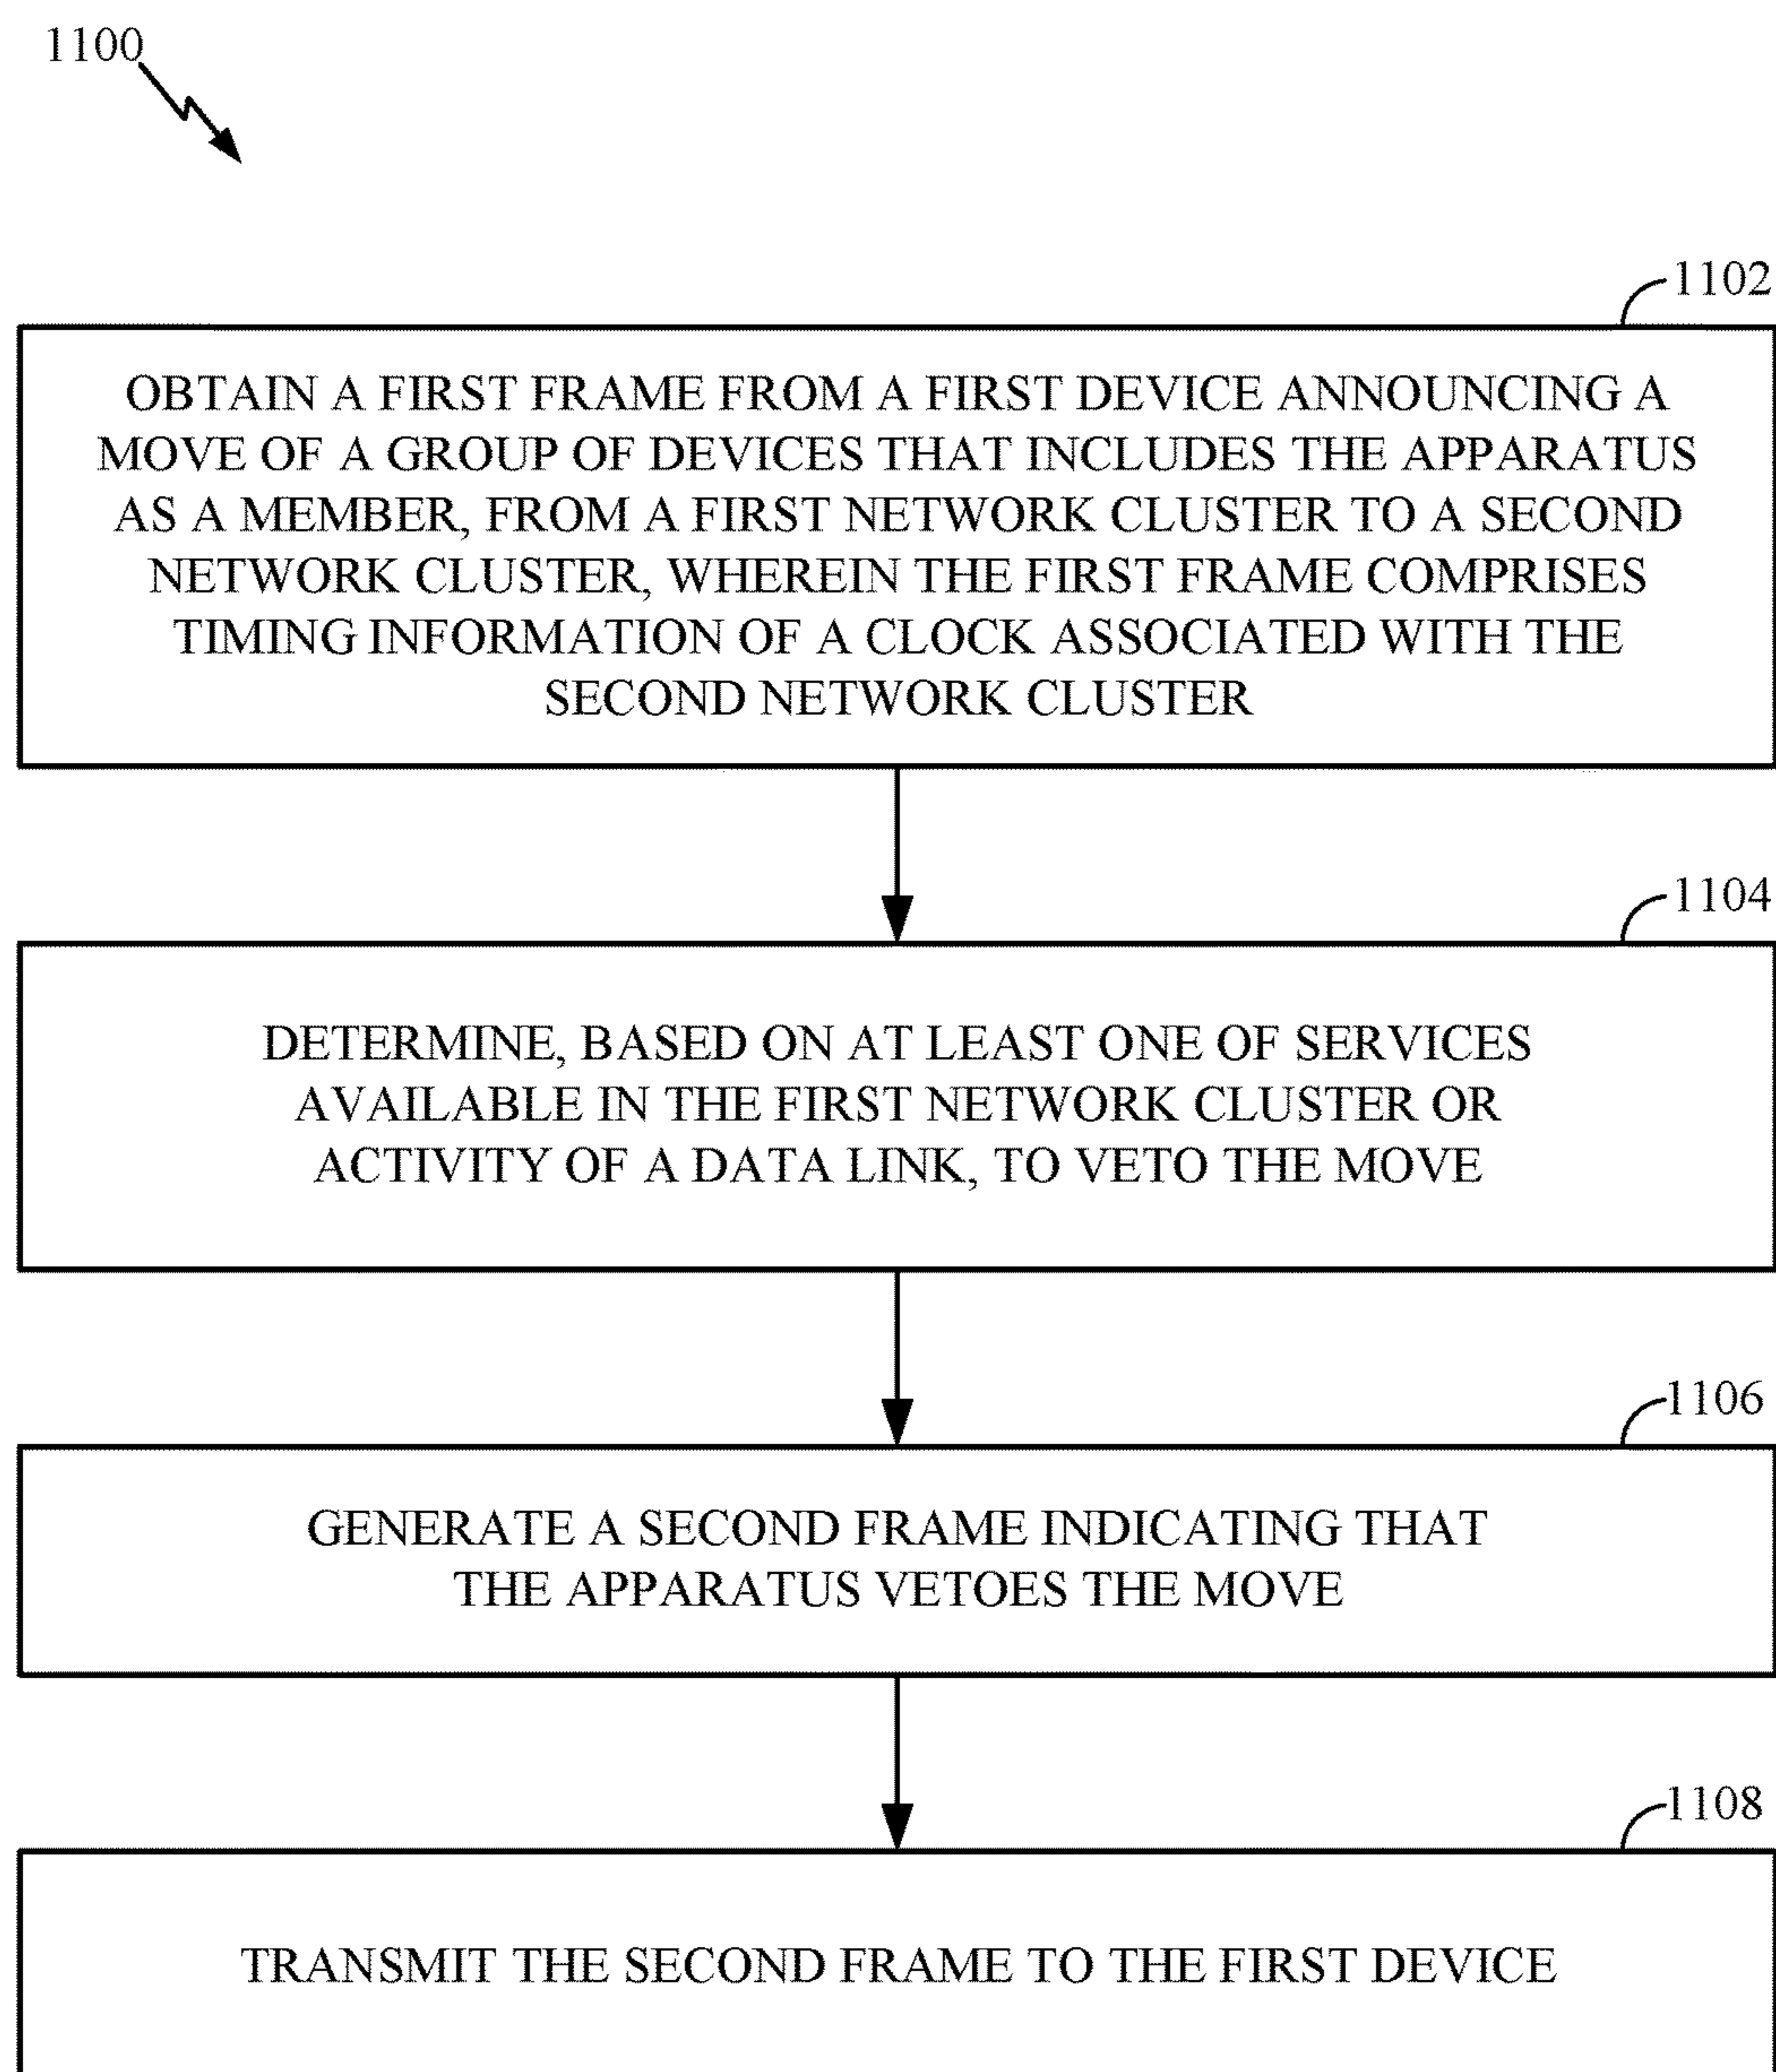 1100
1102
OBTAIN A FIRST FRAME FROM A FIRST DEVICE ANNOUNCING A
MOVE OF A GROUP OF DEVICES THAT INCLUDES THE APPARATUS
AS A MEMBER, FROM A FIRST NETWORK CLUSTER TO A SECOND
NETWORK CLUSTER, WHEREIN THE FIRST FRAME COMPRISES
TIMING INFORMATION OF A CLOCK ASSOCIATED WITH THE
SECOND NETWORK CLUSTER
1104
DETERMINE, BASED ON AT LEAST ONE OF SERVICES
AVAILABLE IN THE FIRST NETWORK CLUSTER OR
ACTIVITY OF A DATA LINK, TO VETO THE MOVE
1106
GENERATE A SECOND FRAME INDICATING THAT
THE APPARATUS VETOES THE MOVE
1108
TRANSMIT THE SECOND FRAME TO THE FIRST DEVICE